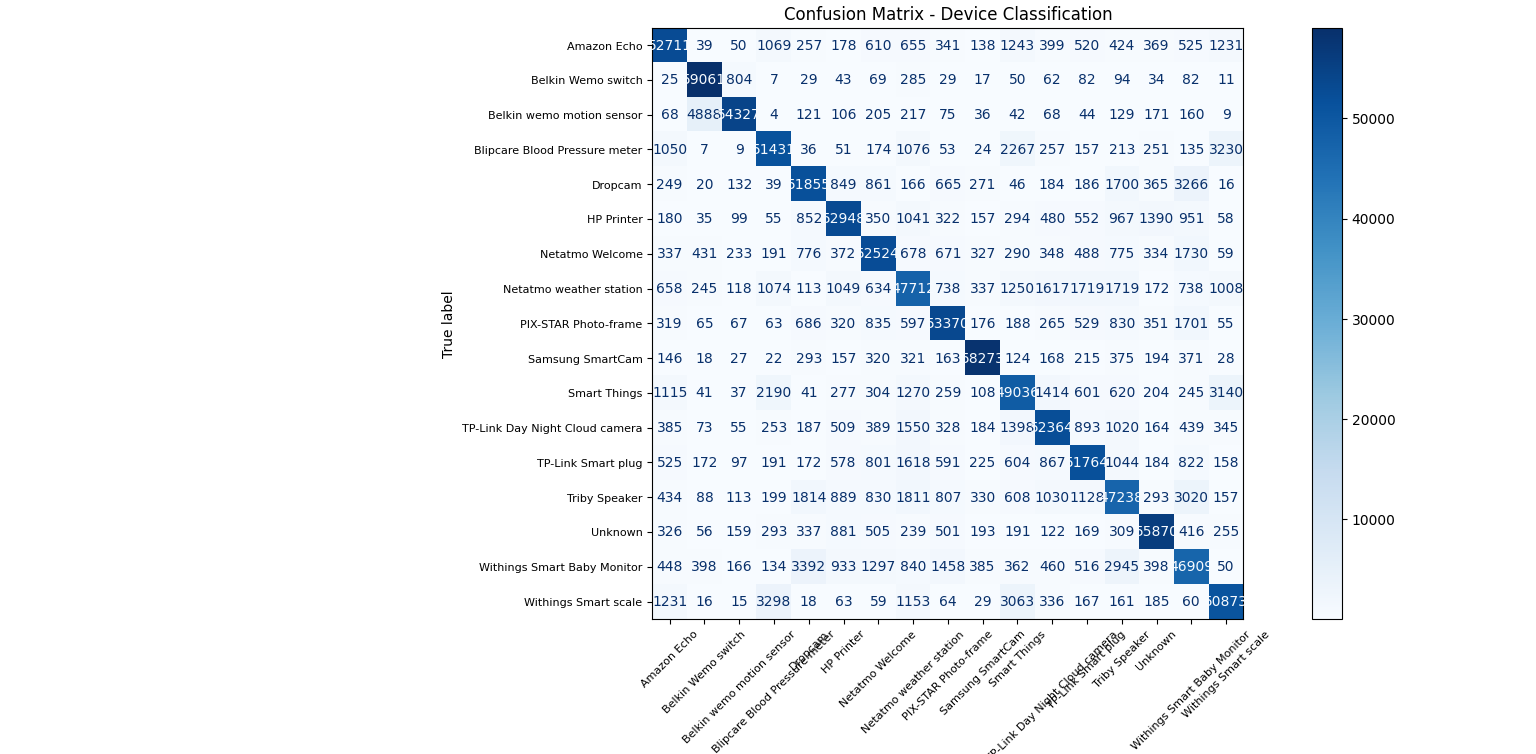 Confusion Matrix - Device Classification
Amazon Echo 52711 39 50 1069 257 178 610 655 341 138 1243 399 520 424 369 525 1231
Belkin Wemo switch 25 59061 804 7 29 43 69 285 29 17 50 62 82 94 34 82 11
Belkin wemo motion sensor 68 4888 54327 4 121 106 205 217 75 36 42 68 44 129 171 160 9
Blipcare Blood Pressure meter 1050 7 9 51431 36 51 174 1076 53 24 2267 257 157 213 251 135 3230
Dropcam 249 20 132 39 51855 849 861 166 665 271 46 184 186 1700 365 3266 16
HP Printer 180 35 99 55 852 52948 350 1041 322 157 294 480 552 967 1390 951 58
Netatmo Welcome 337 431 233 191 776 372 52524 678 671 327 290 348 488 775 334 1730 59
Netatmo weather station 658 245 118 1074 113 1049 634 47712 738 337 1250 1617 1719 1719 172 738 1008
PIX-STAR Photo-frame 319 65 67 63 686 320 835 597 53370 176 188 265 529 830 351 1701 55
Samsung SmartCam 146 18 27 22 293 157 320 321 163 58273 124 168 215 375 194 371 28
Smart Things 1115 41 37 2190 41 277 304 1270 259 108 49036 1414 601 620 204 245 3140
TP-Link Day Night Cloud camera 385 73 55 253 187 509 389 1550 328 184 1398 52364 893 1020 164 439 345
TP-Link Smart plug 525 172 97 191 172 578 801 1618 591 225 604 867 51764 1044 184 822 158
Triby Speaker 434 88 113 199 1814 889 830 1811 807 330 608 1030 1128 47238 293 3020 157
Unknown 326 56 159 293 337 881 505 239 501 193 191 122 169 309 55870 416 255
Withings Smart Baby Monitor 448 398 166 134 3392 933 1297 840 1458 385 362 460 516 2945 398 46909 50
Withings Smart scale 1231 16 15 3298 18 63 59 1153 64 29 3063 336 167 161 185 60 50873
True label
Amazon Echo
Belkin Wemo switch
Belkin wemo motion sensor
Blipcare Blood Pressure meter
Dropcam
HP Printer
Netatmo Welcome
Netatmo weather station
PIX-STAR Photo-frame
Samsung SmartCam
Smart Things
TP-Link Day Night Cloud camera
TP-Link Smart plug
Triby Speaker
Unknown
Withings Smart Baby Monitor
Withings Smart scale
50000
40000
30000
20000
10000